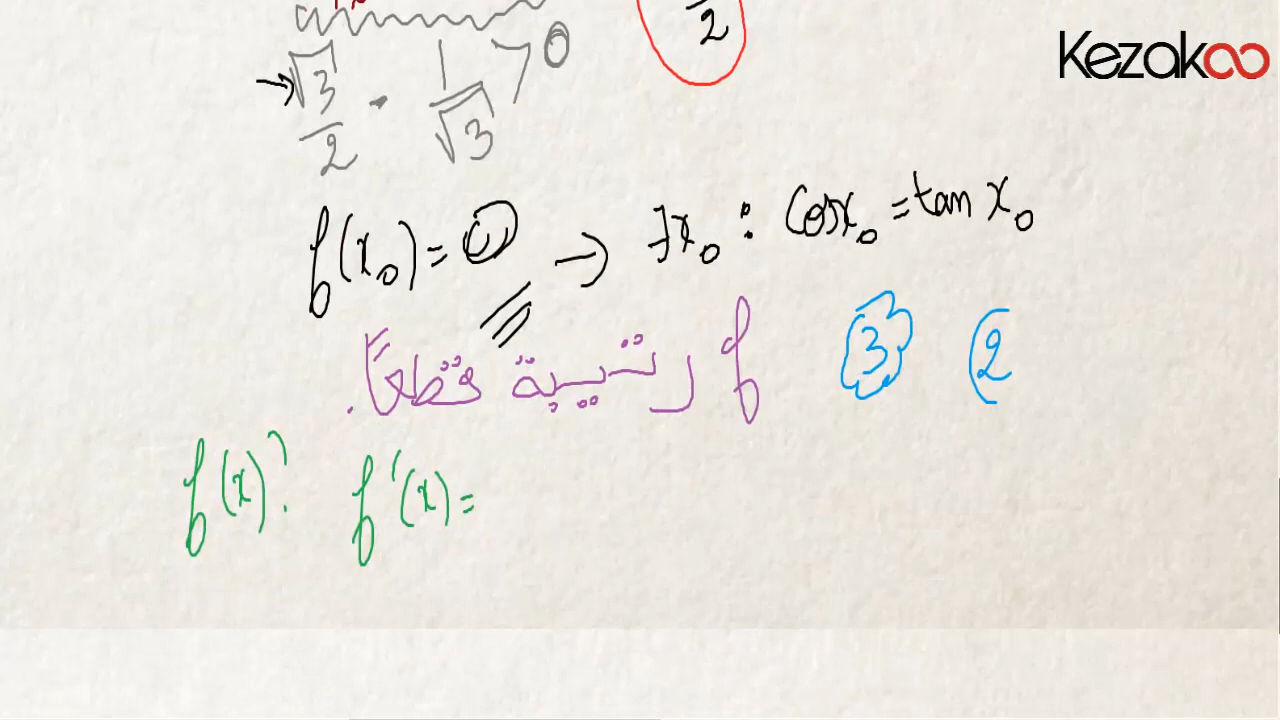 Kezakoo
2
√3/2 - 1/√3 > 0
f(x₀) = 0 → ∃x₀ : cosx₀ = tan x₀
2) 3 f رتيبة قطعاً.
f(x)? f'(x) =